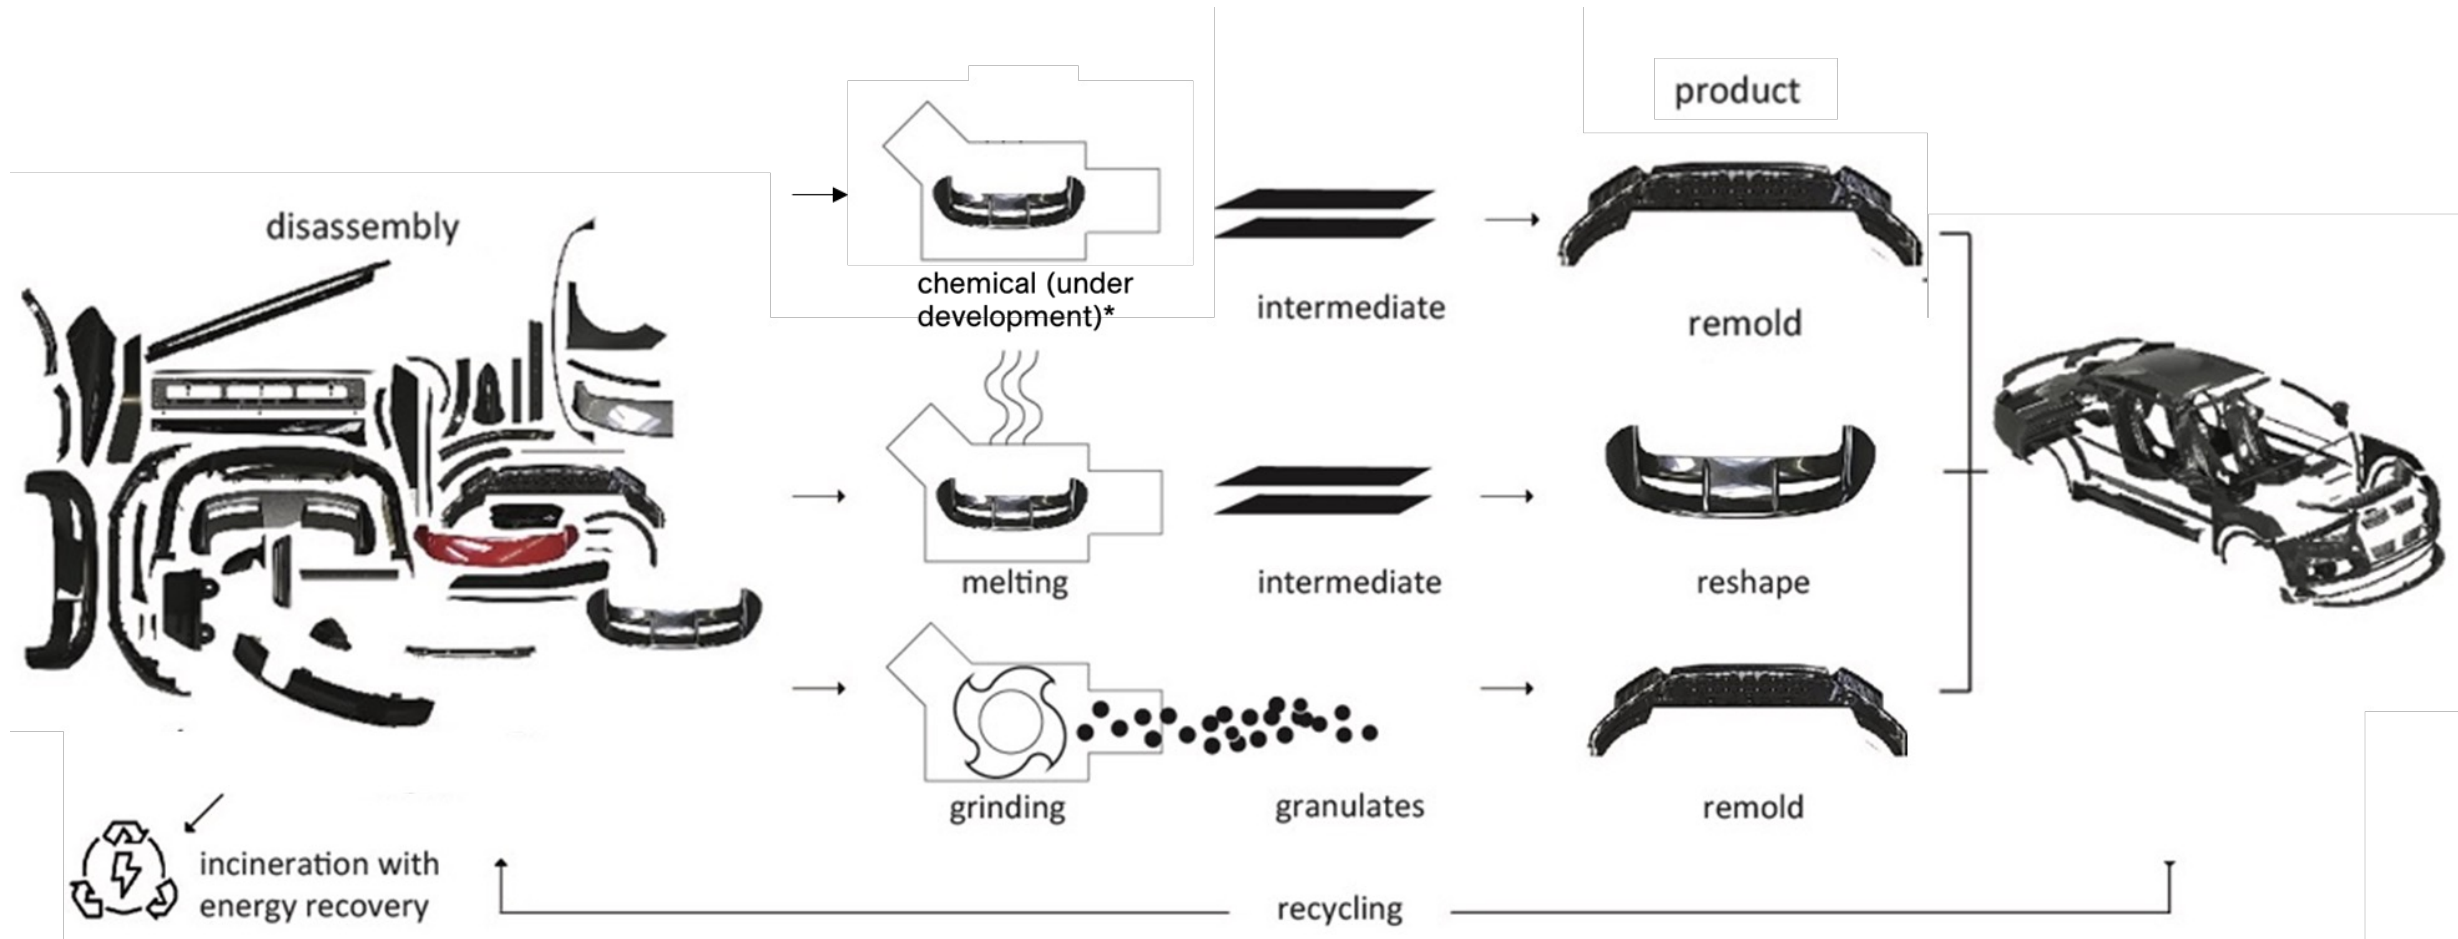 product
disassembly
chemical (under
development)*
intermediate
remold
melting
intermediate
reshape
grinding
granulates
remold
incineration with
energy recovery
recycling